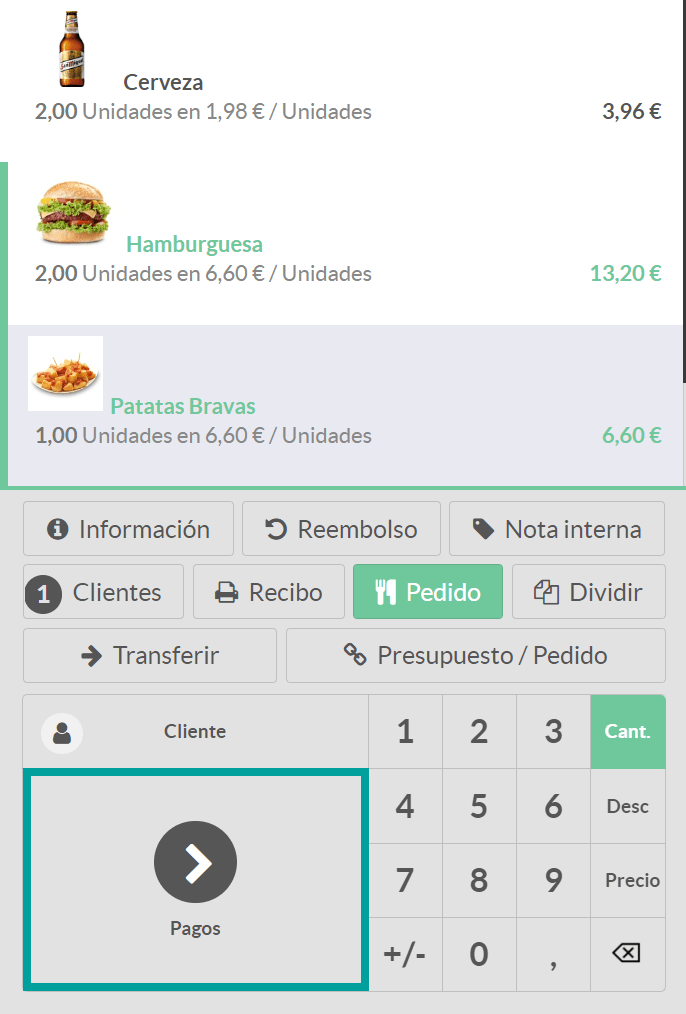 Cerveza
2,00 Unidades en 1,98 € / Unidades 3,96 €
Hamburguesa
2,00 Unidades en 6,60 € / Unidades 13,20 €
Patatas Bravas
1,00 Unidades en 6,60 € / Unidades 6,60 €
Información Reembolso Nota interna
1 Clientes Recibo Pedido Dividir
Transferir Presupuesto / Pedido
Cliente 1 2 3 Cant.
4 5 6 Desc
7 8 9 Precio
Pagos
+/- 0 ,